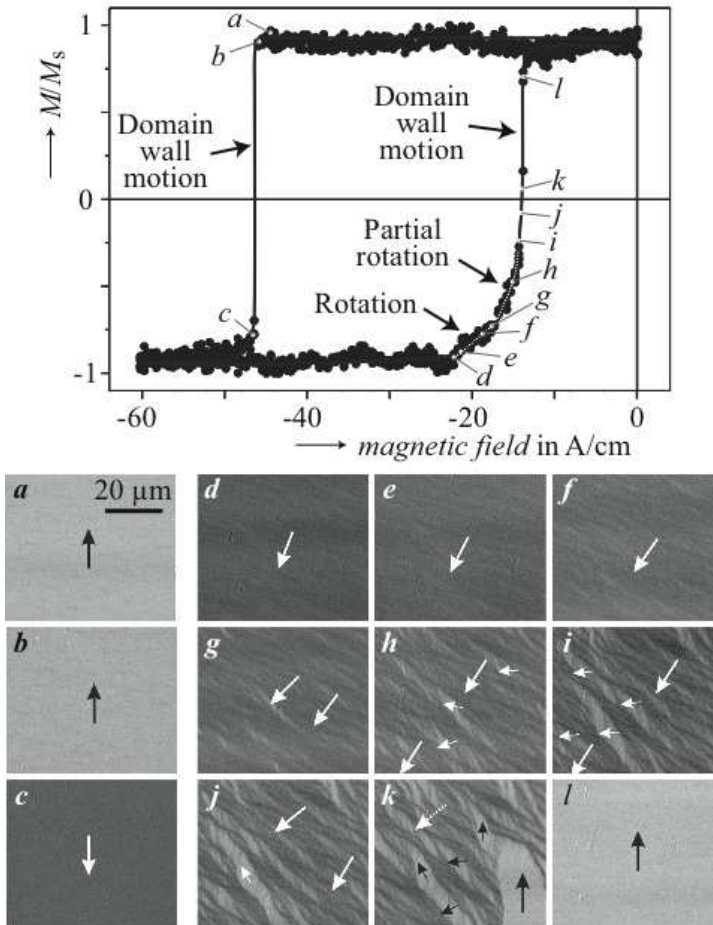 1
a
b
M/Ms
Domain
wall
motion
Domain
wall
motion
l
k
0
j
i
Partial
rotation
h
Rotation
g
c
f
e
d
-1
-60 -40 -20 0
magnetic field in A/cm
a 20 µm d e f
b g h i
c j k l